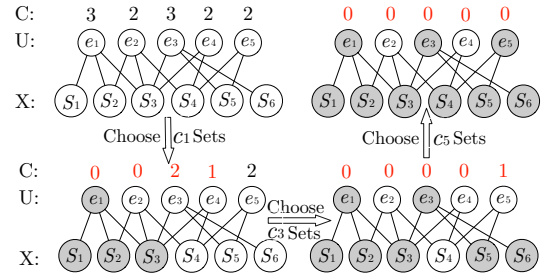 C: 3 2 3 2 2
U: e1 e2 e3 e4 e5
X: S1 S2 S3 S4 S5 S6
0 0 0 0 0
e1 e2 e3 e4 e5
S1 S2 S3 S4 S5 S6
Choose c1 Sets
Choose c5 Sets
C: 0 0 2 1 2
U: e1 e2 e3 e4 e5
X: S1 S2 S3 S4 S5 S6
Choose
c3 Sets
0 0 0 0 1
e1 e2 e3 e4 e5
S1 S2 S3 S4 S5 S6